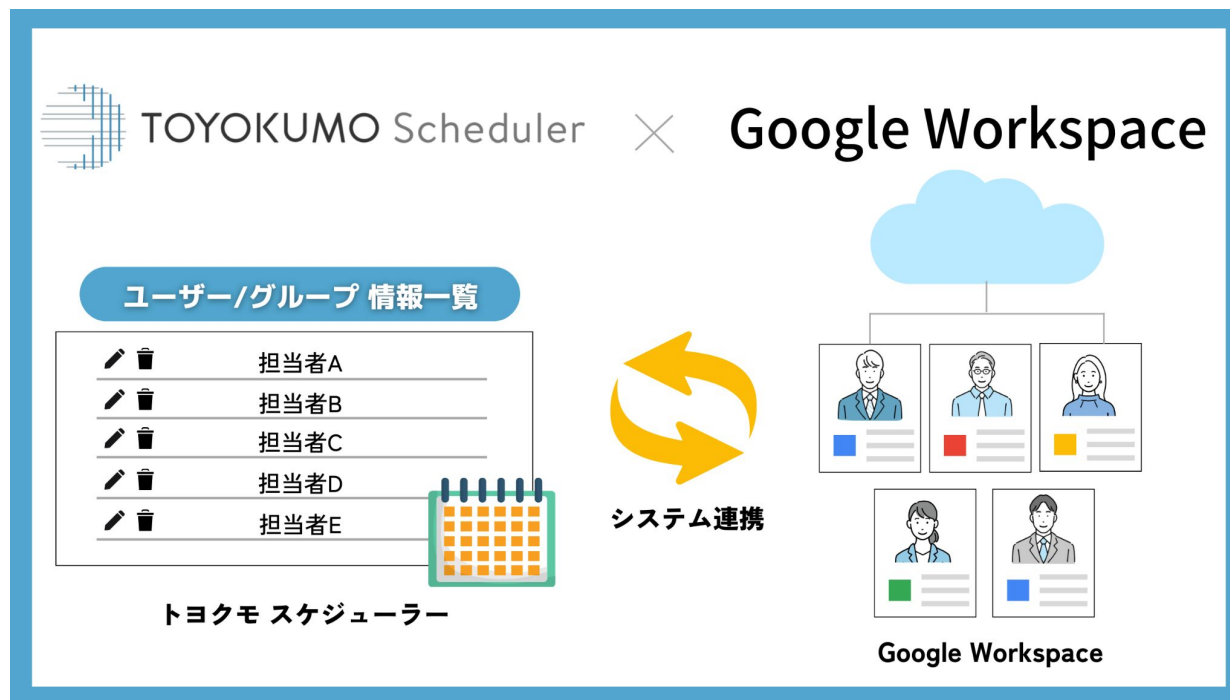 TOYOKUMO Scheduler × Google Workspace
ユーザー/グループ 情報一覧
担当者A
担当者B
担当者C
担当者D
担当者E
システム連携
トヨクモ スケジューラー
Google Workspace